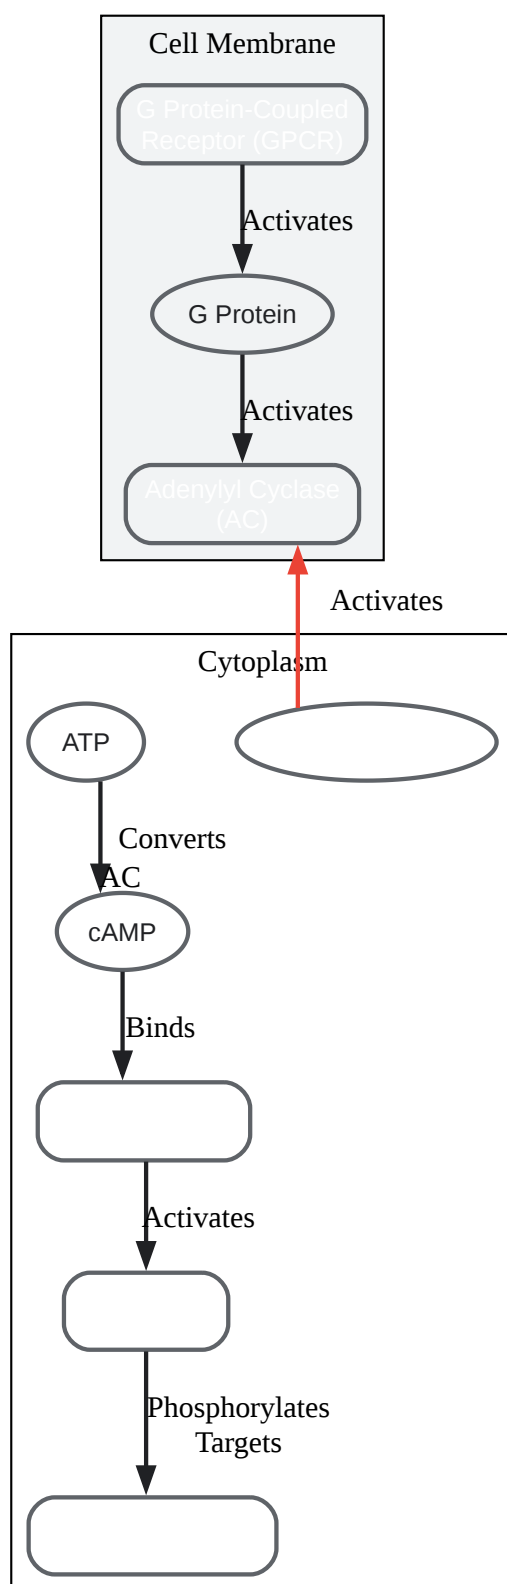 Cell Membrane
G Protein-Coupled
Receptor (GPCR)
Activates
G Protein
Activates
Adenylyl Cyclase
(AC)
Activates
Cytoplasm
ATP
Converts
AC
cAMP
Binds
Activates
Phosphorylates
Targets